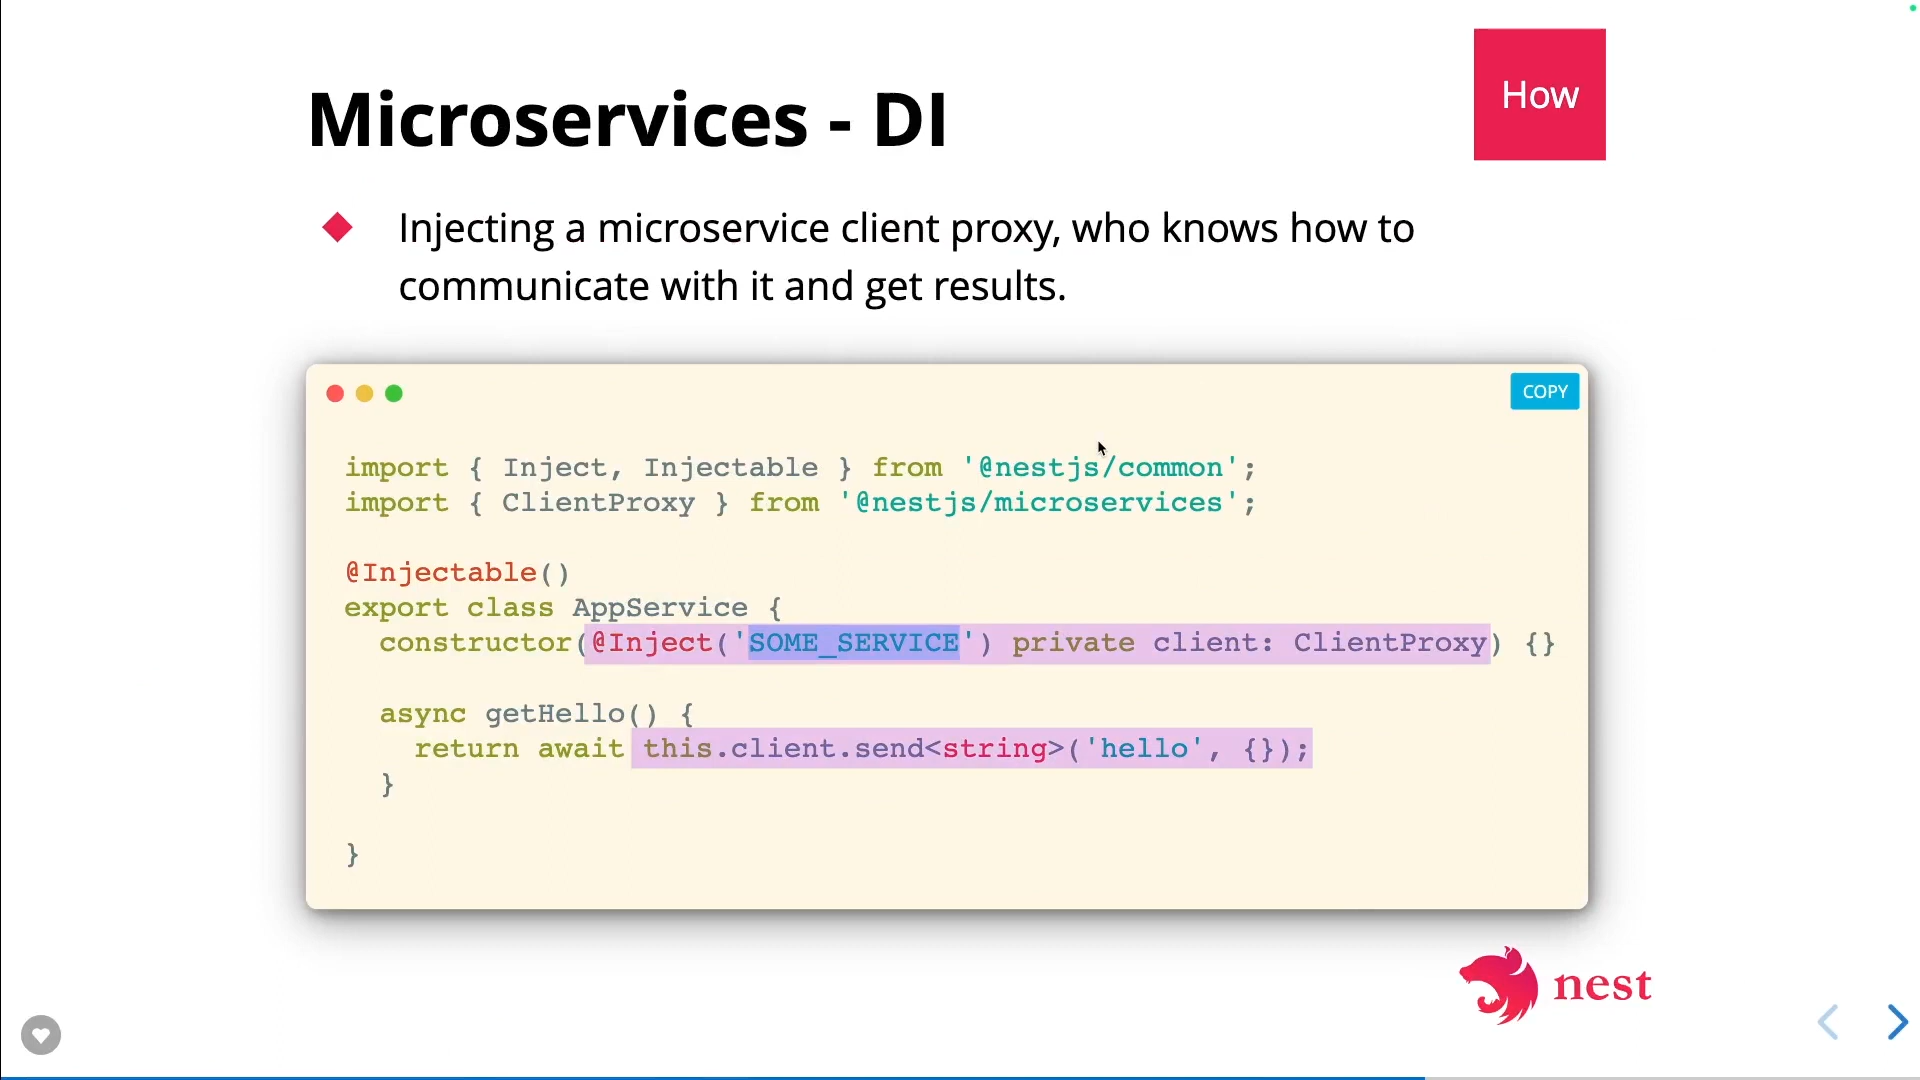 How
Microservices - DI
Injecting a microservice client proxy, who knows how to
communicate with it and get results.
COPY
import { Inject, Injectable } from '@nestjs/common';
import { ClientProxy } from '@nestjs/microservices';
@Injectable()
export class AppService {
constructor(@Inject('SOME_SERVICE') private client: ClientProxy) {}
async getHello() {
return await this.client.send<string>('hello', {});
}
}
nest